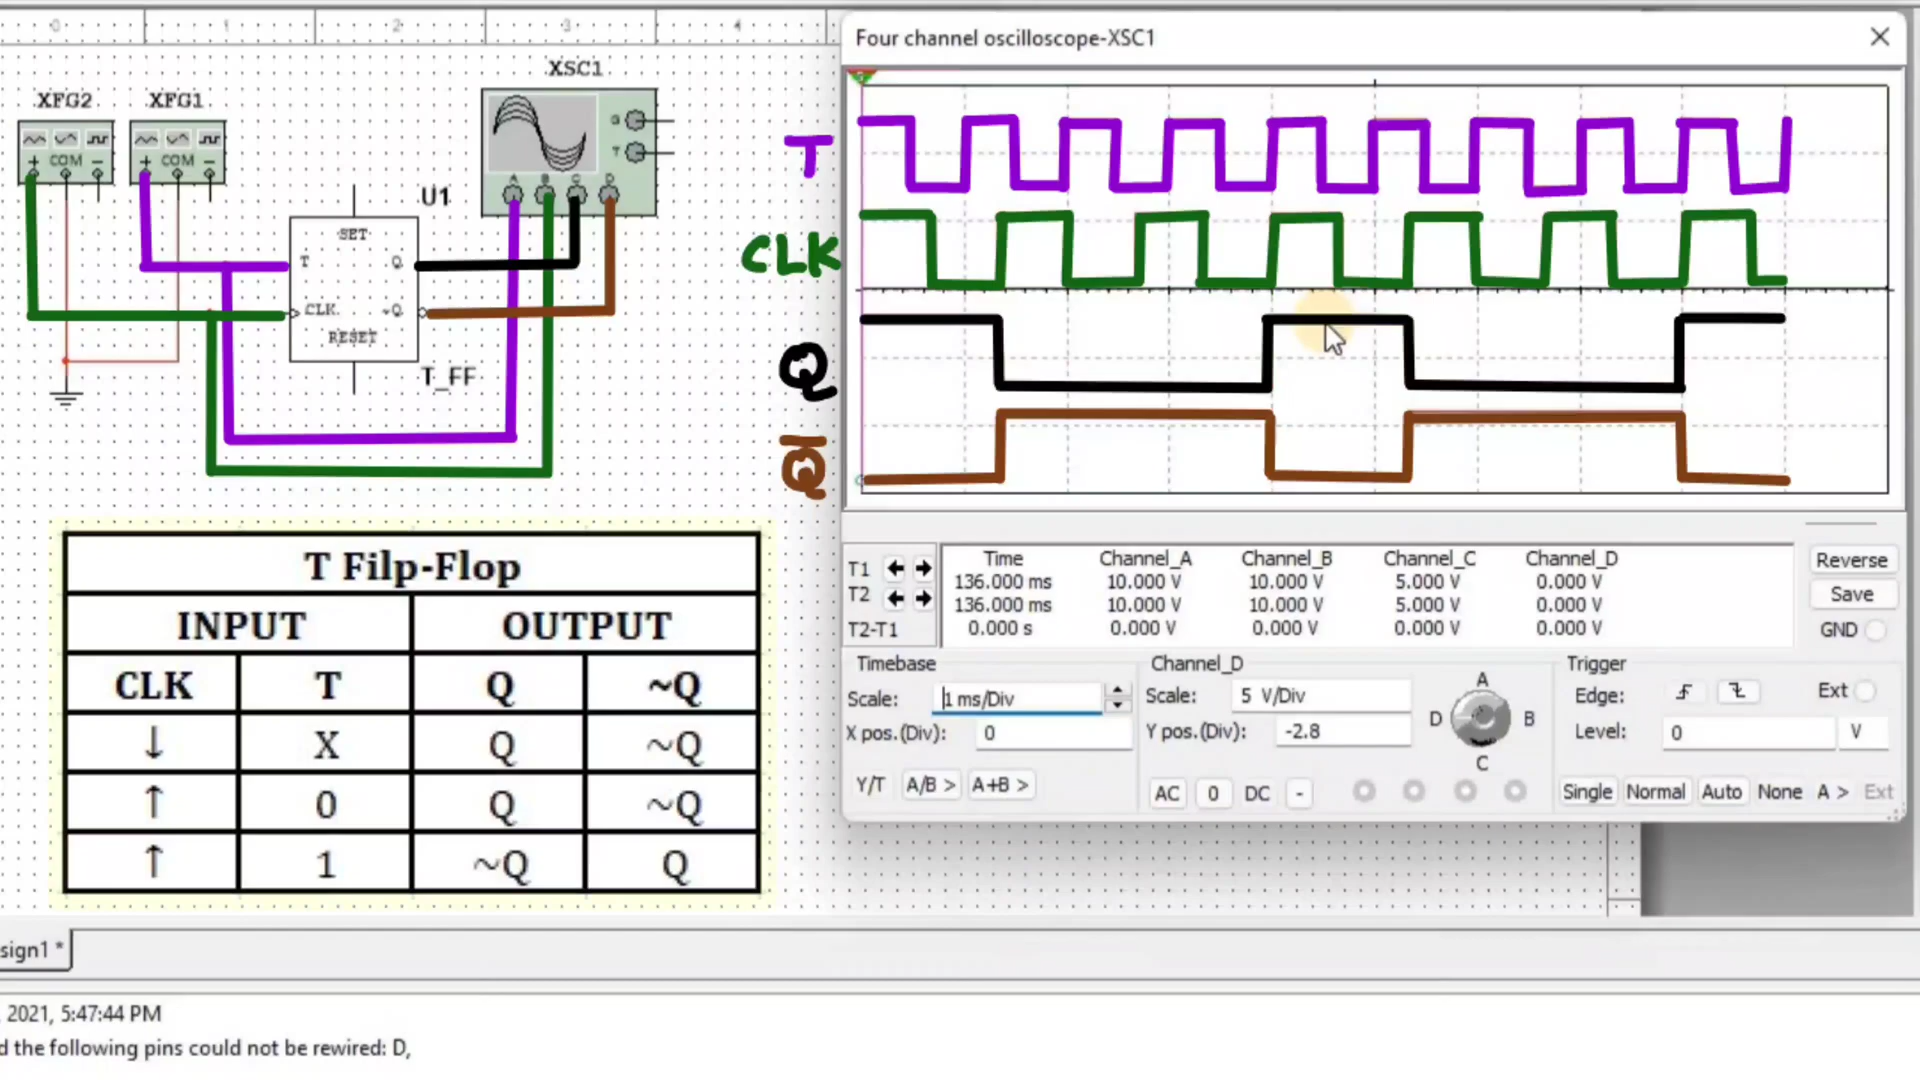 0 1 2 3 4
XFG2 XFG1 XSC1
COM COM
A B C D
G
T
U1
SET
T Q
CLK ~Q
RESET
T_FF
Four channel oscilloscope-XSC1
T
CLK
Q
Q̅
T Filp-Flop
INPUT OUTPUT
CLK T Q ~Q
↓ X Q ~Q
↑ 0 Q ~Q
↑ 1 ~Q Q
Time Channel_A Channel_B Channel_C Channel_D
T1 136.000 ms 10.000 V 10.000 V 5.000 V 0.000 V
T2 136.000 ms 10.000 V 10.000 V 5.000 V 0.000 V
T2-T1 0.000 s 0.000 V 0.000 V 0.000 V 0.000 V
Reverse
Save
GND
Timebase
Scale: 1 ms/Div
X pos.(Div): 0
Y/T A/B > A+B >
Channel_D
Scale: 5 V/Div
Y pos.(Div): -2.8
AC 0 DC -
A
D B
C
Trigger
Edge: Ext
Level: 0 V
Single Normal Auto None A > Ext
sign1 *
, 2021, 5:47:44 PM
d the following pins could not be rewired: D,